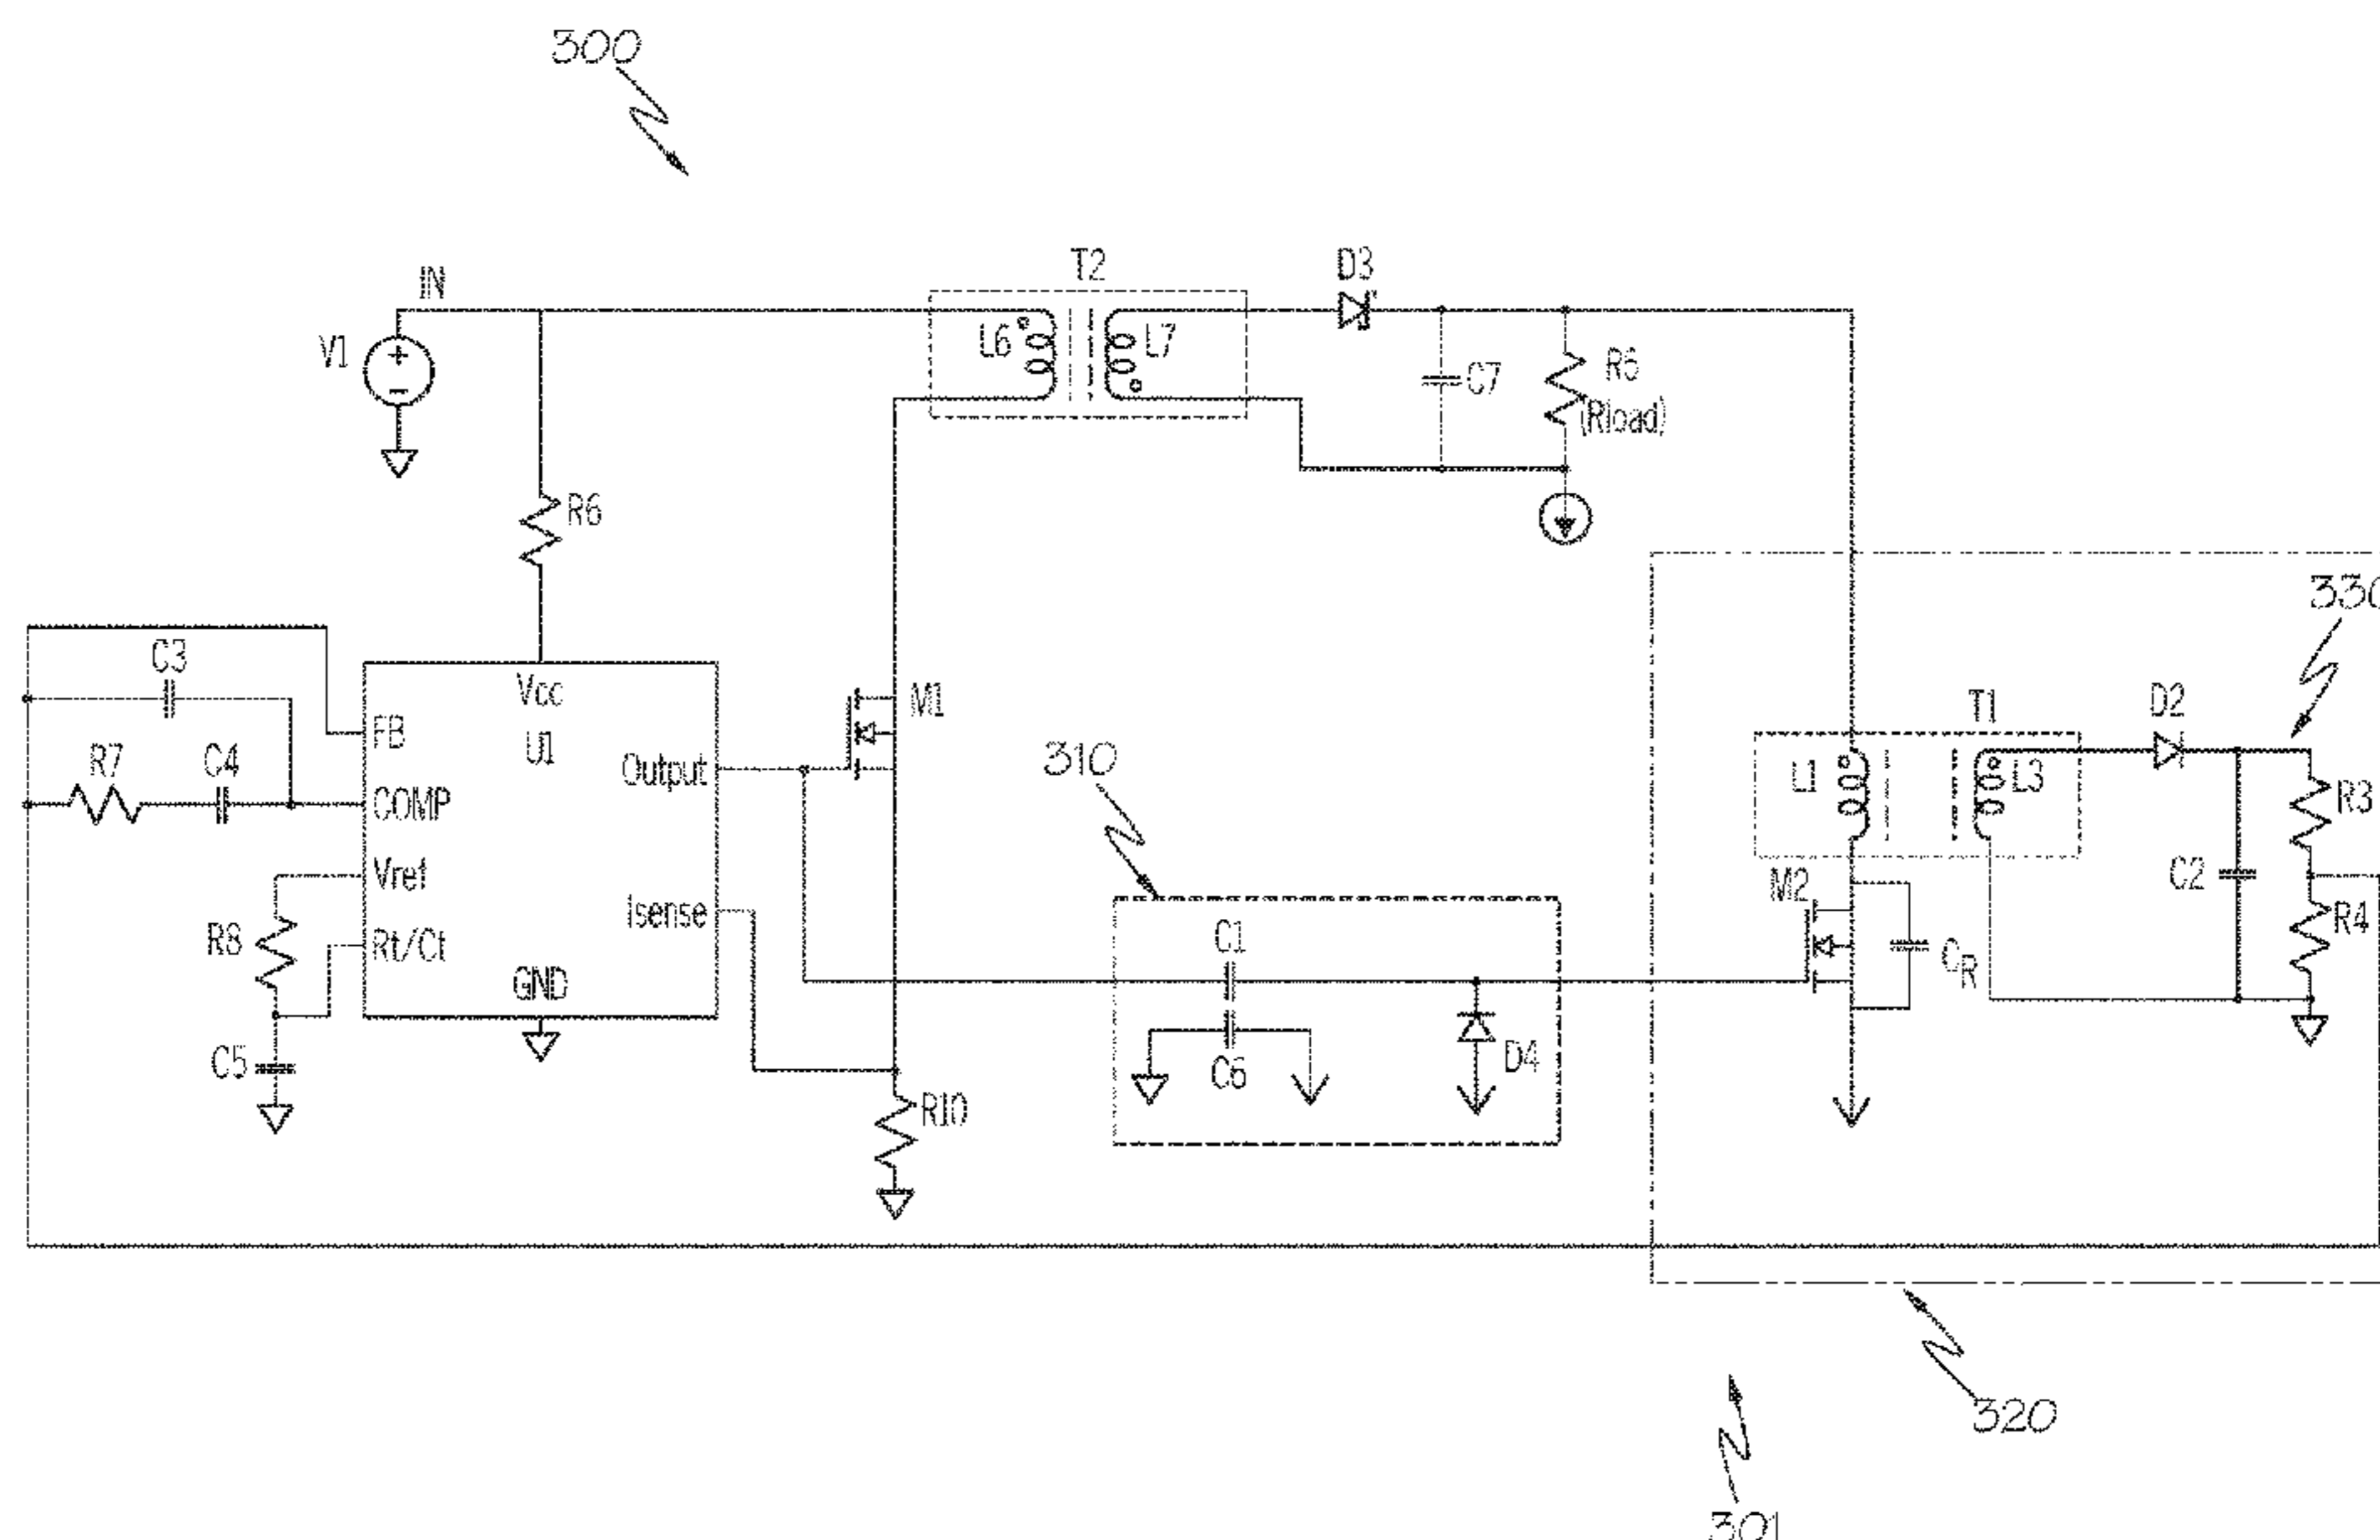 300
IN
V1
T2
L6
L7
D3
C7
R5
(Rload)
R6
330
C3
R7
C4
FB
COMP
Vref
Rt/Ct
Vcc
U1
Output
Isense
GND
M1
R8
C5
R10
310
C1
C6
D4
T1
L1
L3
D2
M2
CR
C2
R3
R4
320
301